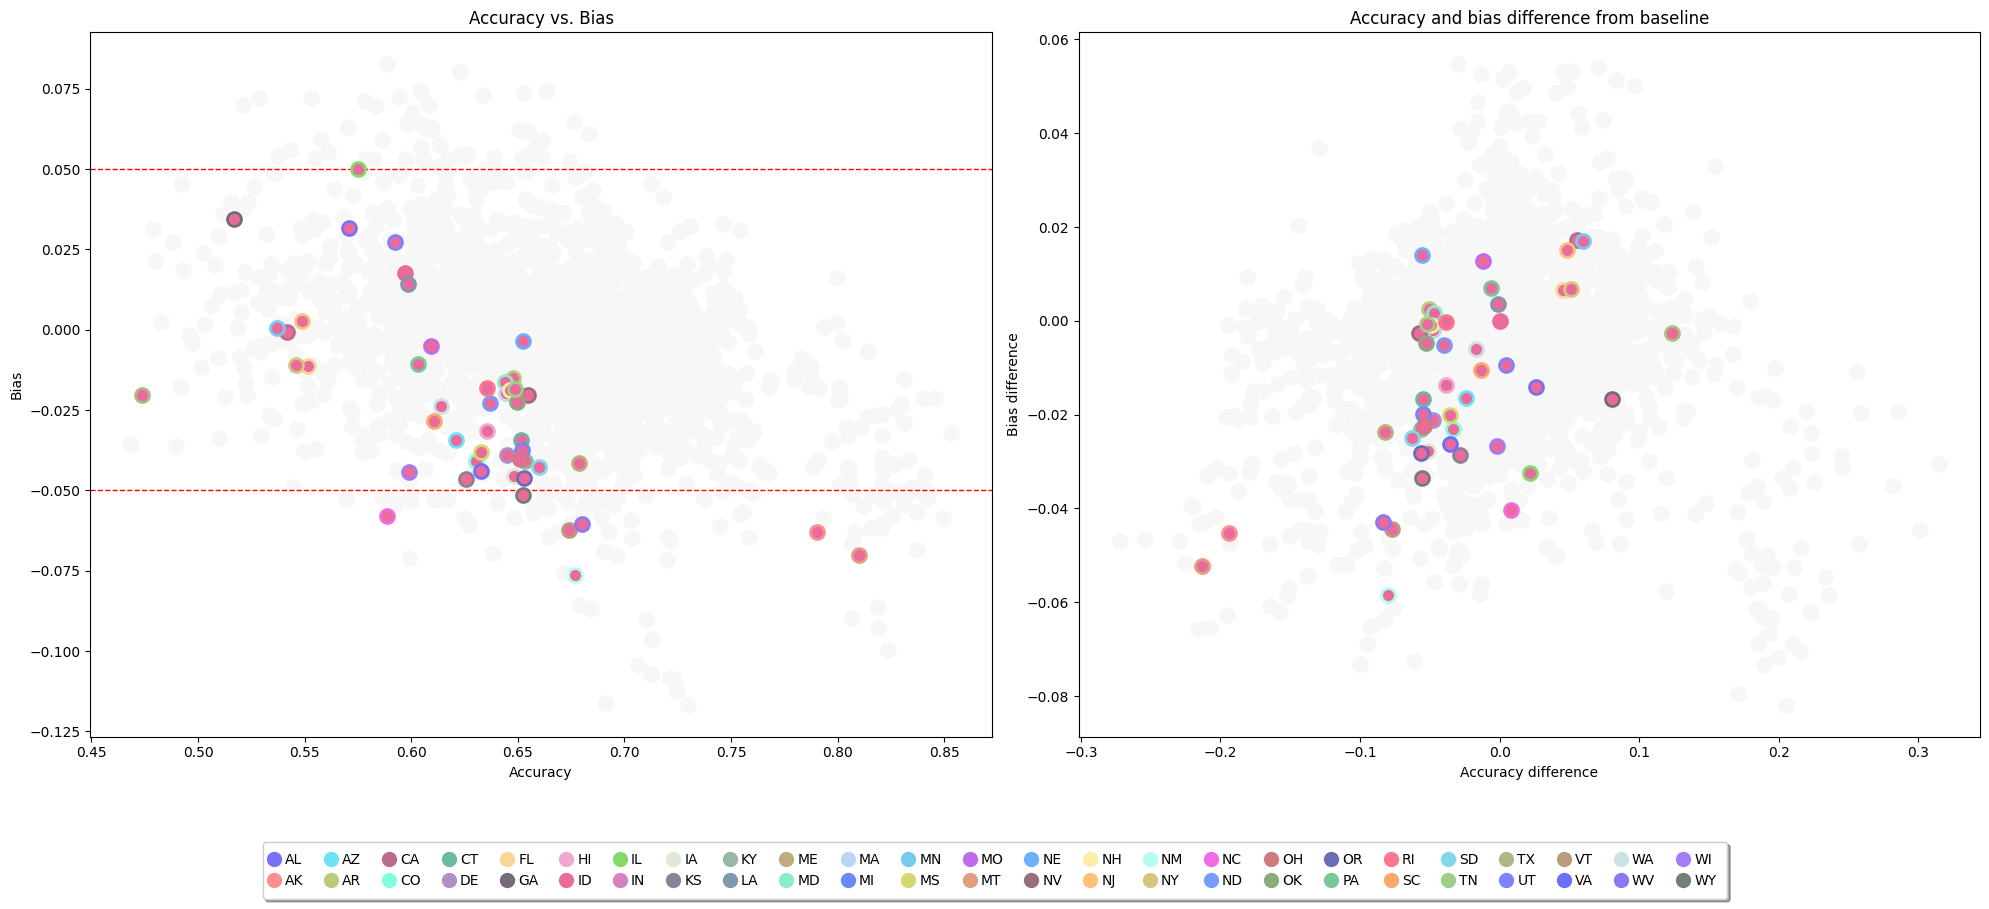 Accuracy vs. Bias
Accuracy and bias difference from baseline
0.075
0.050
0.025
0.000
−0.025
−0.050
−0.075
−0.100
−0.125
Bias
0.45 0.50 0.55 0.60 0.65 0.70 0.75 0.80 0.85
Accuracy
0.06
0.04
0.02
0.00
−0.02
−0.04
−0.06
−0.08
Bias difference
−0.3 −0.2 −0.1 0.0 0.1 0.2 0.3
Accuracy difference
AL AZ CA CT FL HI IL IA KY ME MA MN MO NE NH NM NC OH OR RI SD TX VT WA WI
AK AR CO DE GA ID IN KS LA MD MI MS MT NV NJ NY ND OK PA SC TN UT VA WV WY